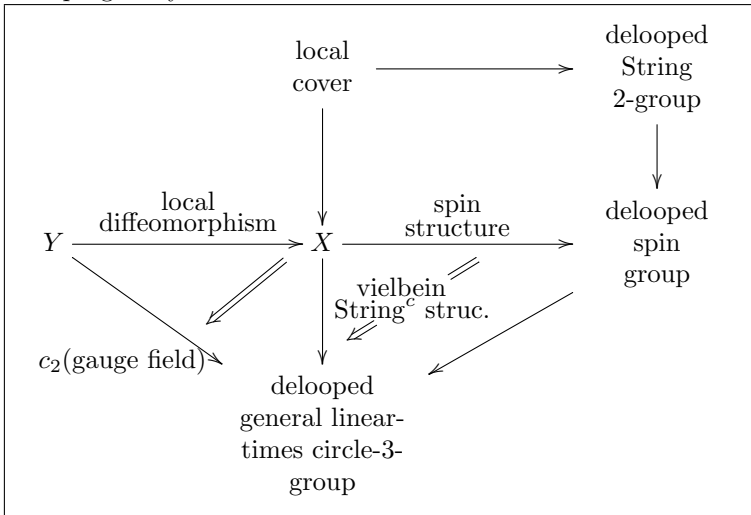 local
cover
delooped
String
2-group
local
diffeomorphism
spin
structure
Y
X
delooped
spin
group
vielbein
String^c struc.
c_2(gauge field)
delooped
general linear-
times circle-3-
group